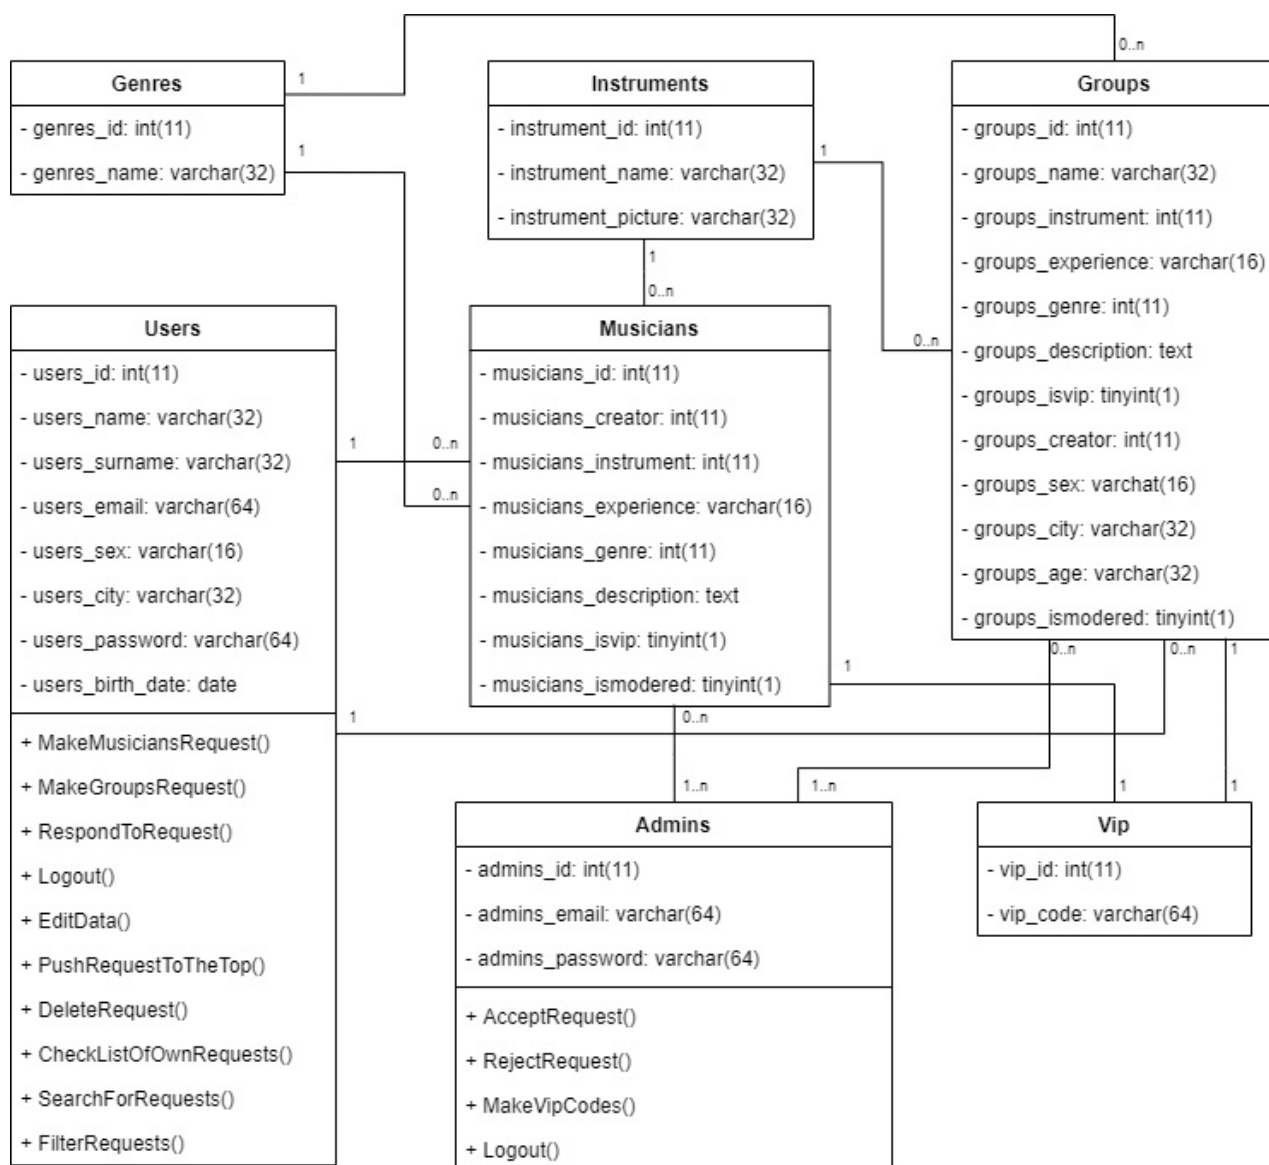 1
0..n
Genres
- genres_id: int(11)
- genres_name: varchar(32)
1
Instruments
- instrument_id: int(11)
- instrument_name: varchar(32)
- instrument_picture: varchar(32)
1
1
0..n
0..n
Groups
- groups_id: int(11)
- groups_name: varchar(32)
- groups_instrument: int(11)
- groups_experience: varchar(16)
- groups_genre: int(11)
- groups_description: text
- groups_isvip: tinyint(1)
- groups_creator: int(11)
- groups_sex: varchat(16)
- groups_city: varchar(32)
- groups_age: varchar(32)
- groups_ismodered: tinyint(1)
0..n
0..n
1
Users
- users_id: int(11)
- users_name: varchar(32)
- users_surname: varchar(32)
- users_email: varchar(64)
- users_sex: varchar(16)
- users_city: varchar(32)
- users_password: varchar(64)
- users_birth_date: date
+ MakeMusiciansRequest()
+ MakeGroupsRequest()
+ RespondToRequest()
+ Logout()
+ EditData()
+ PushRequestToTheTop()
+ DeleteRequest()
+ CheckListOfOwnRequests()
+ SearchForRequests()
+ FilterRequests()
1
0..n
0..n
1
Musicians
- musicians_id: int(11)
- musicians_creator: int(11)
- musicians_instrument: int(11)
- musicians_experience: varchar(16)
- musicians_genre: int(11)
- musicians_description: text
- musicians_isvip: tinyint(1)
- musicians_ismodered: tinyint(1)
1
0..n
1..n
1..n
1
1
Admins
- admins_id: int(11)
- admins_email: varchar(64)
- admins_password: varchar(64)
+ AcceptRequest()
+ RejectRequest()
+ MakeVipCodes()
+ Logout()
Vip
- vip_id: int(11)
- vip_code: varchar(64)